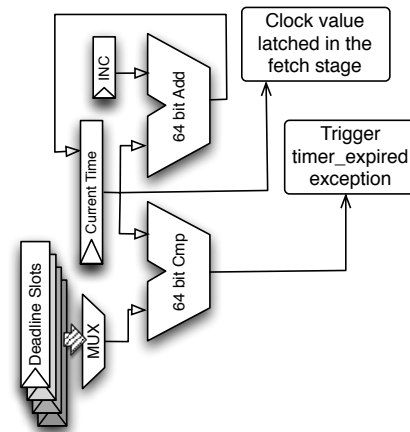 Clock value
latched in the
fetch stage
INC
64 bit Add
Trigger
timer_expired
exception
Current Time
64 bit Cmp
Deadline Slots
MUX